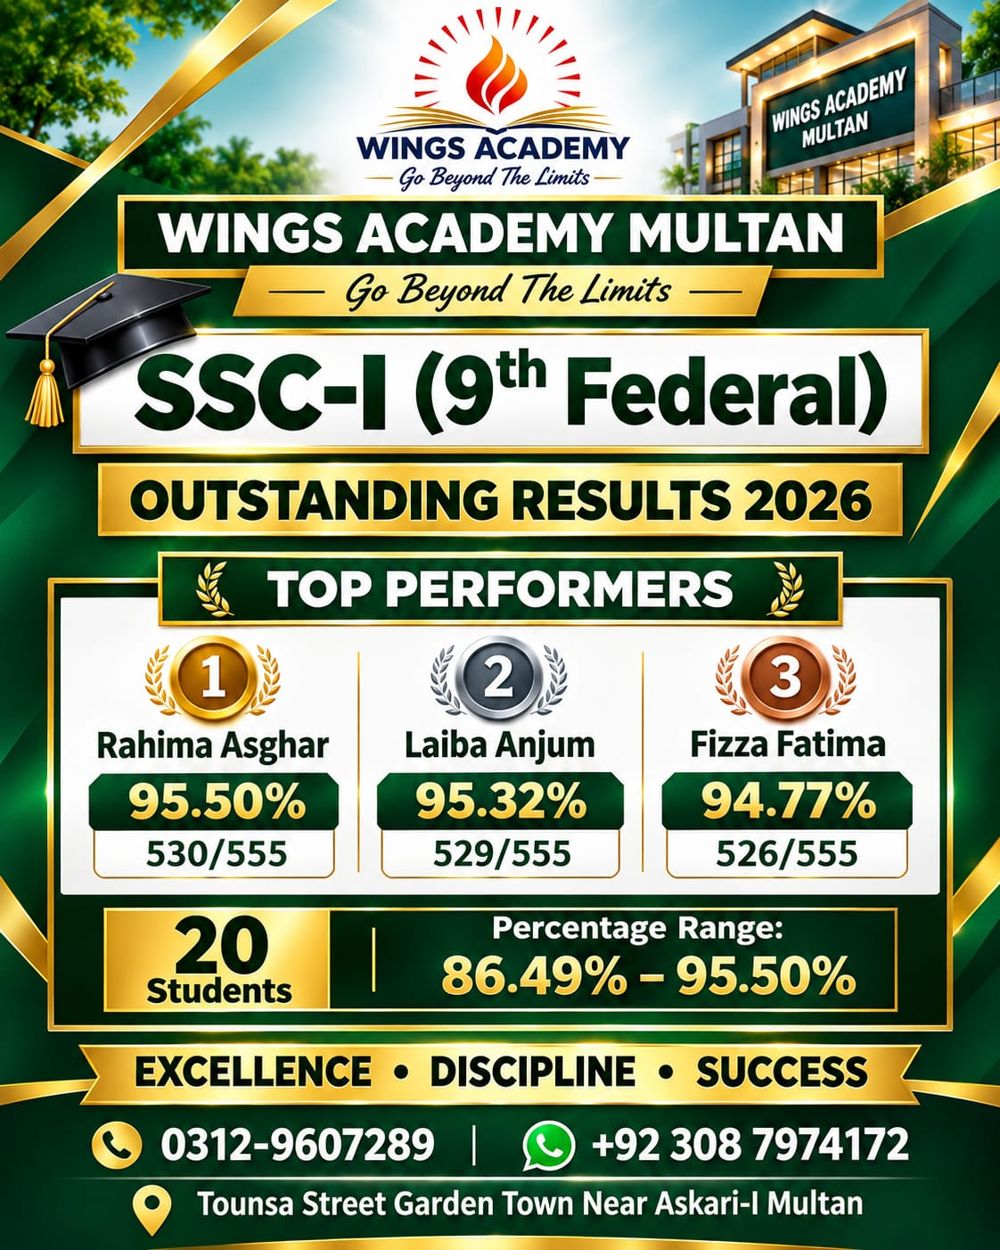 WINGS ACADEMY
Go Beyond The Limits
WINGS ACADEMY
MULTAN
WINGS ACADEMY MULTAN
Go Beyond The Limits
SSC-I (9th Federal)
OUTSTANDING RESULTS 2026
TOP PERFORMERS
1
2
3
Rahima Asghar
Laiba Anjum
Fizza Fatima
95.50%
95.32%
94.77%
530/555
529/555
526/555
20
Students
Percentage Range:
86.49% – 95.50%
EXCELLENCE • DISCIPLINE • SUCCESS
0312-9607289 | +92 308 7974172
Tounsa Street Garden Town Near Askari-I Multan